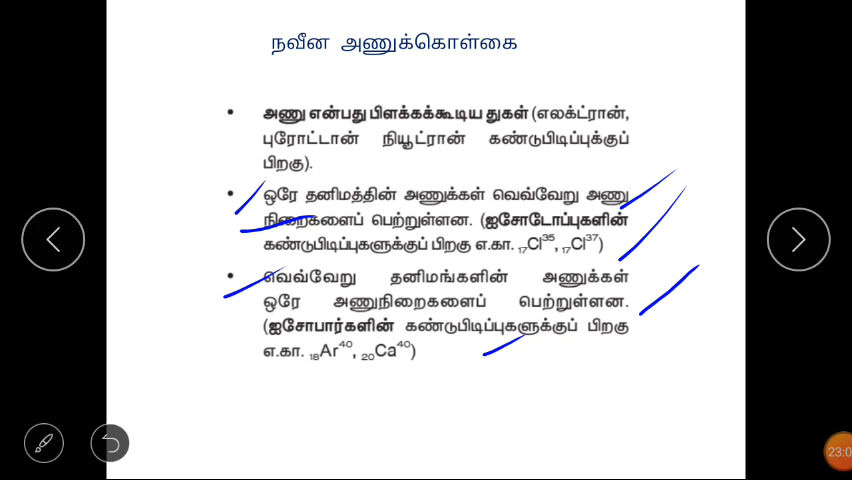 நவீன அணுக்கொள்கை
• அணு என்பது பிளக்கக்கூடிய துகள் (எலக்ட்ரான்,
புரோட்டான் நியூட்ரான் கண்டுபிடிப்புக்குப்
பிறகு).
• ஒரே தனிமத்தின் அணுக்கள் வெவ்வேறு அணு
நிறைகளைப் பெற்றுள்ளன. (ஐசோடோப்புகளின்
கண்டுபிடிப்புகளுக்குப் பிறகு எ.கா. ₁₇Cl³⁵, ₁₇Cl³⁷)
• வெவ்வேறு தனிமங்களின் அணுக்கள்
ஒரே அணுநிறைகளைப் பெற்றுள்ளன.
(ஐசோபார்களின் கண்டுபிடிப்புகளுக்குப் பிறகு
எ.கா. ₁₈Ar⁴⁰, ₂₀Ca⁴⁰)